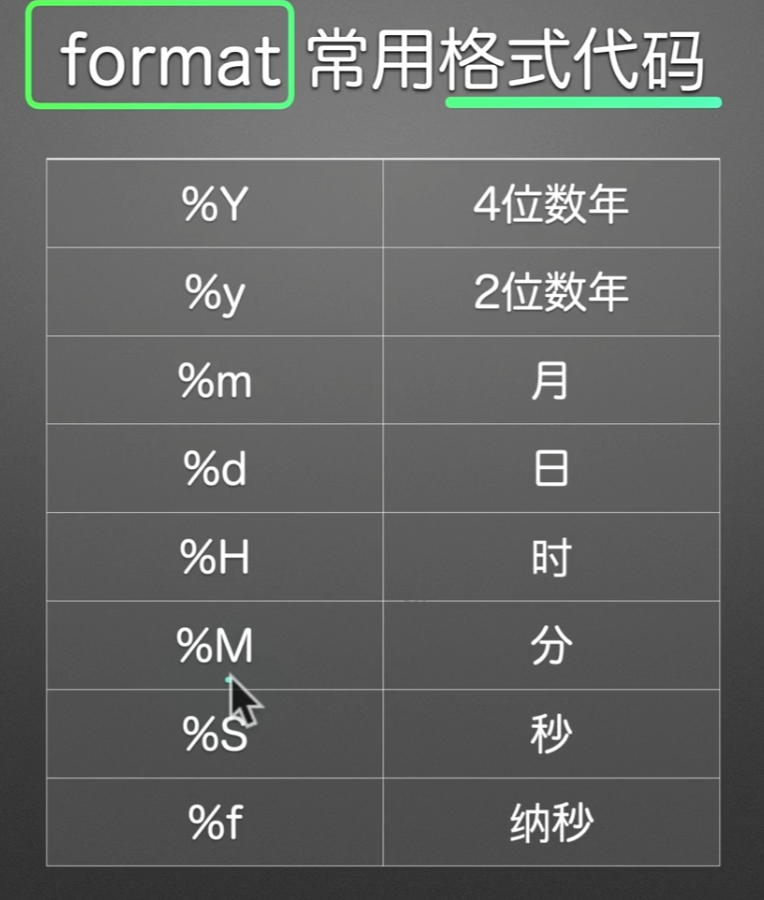 format 常用格式代码
%Y 4位数年
%y 2位数年
%m 月
%d 日
%H 时
%M 分
%S 秒
%f 纳秒